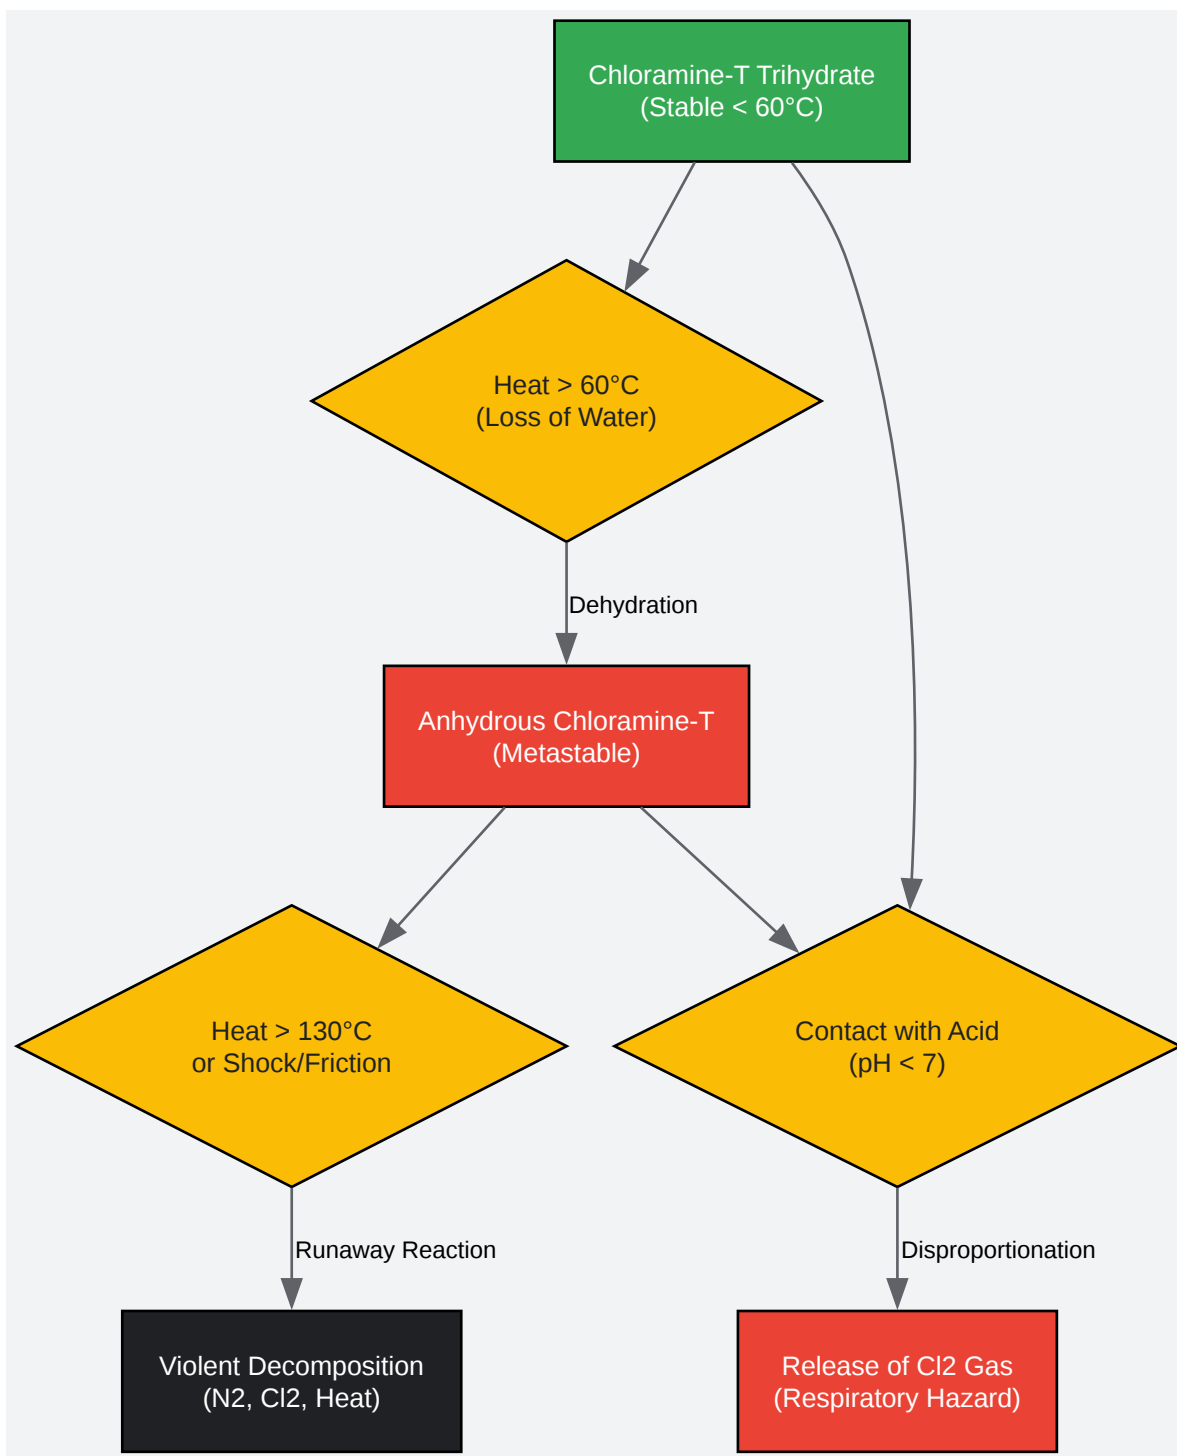 Chloramine-T Trihydrate
(Stable < 60°C)
Heat > 60°C
(Loss of Water)
Dehydration
Anhydrous Chloramine-T
(Metastable)
Heat > 130°C
or Shock/Friction
Contact with Acid
(pH < 7)
Runaway Reaction
Disproportionation
Violent Decomposition
(N2, Cl2, Heat)
Release of Cl2 Gas
(Respiratory Hazard)